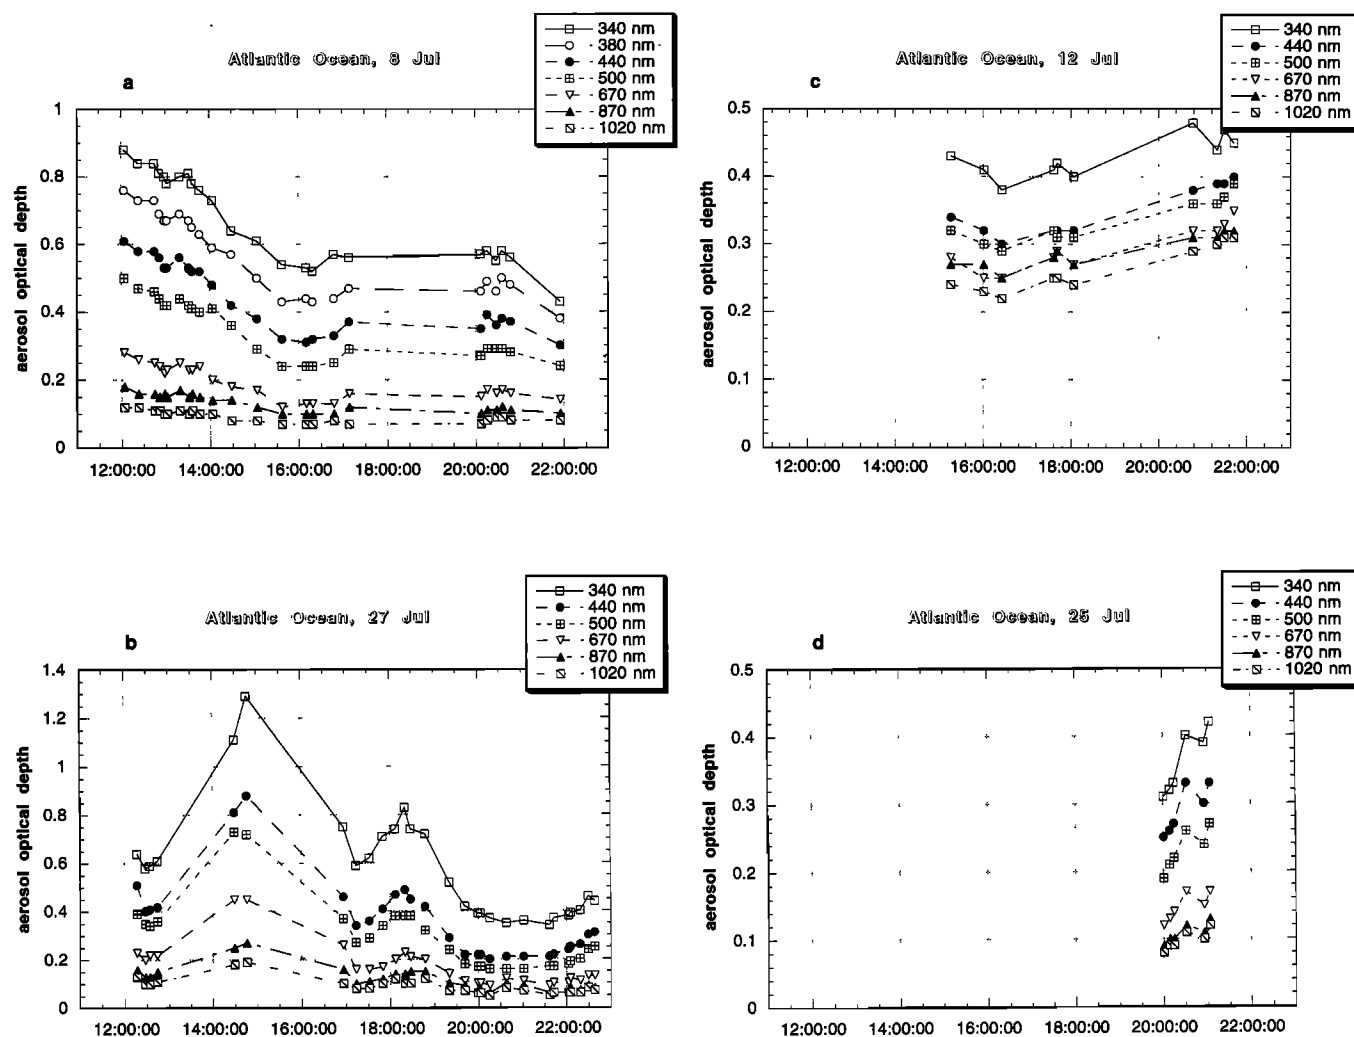 Atlantic Ocean, 8 Jul
a
340 nm
380 nm
440 nm
500 nm
670 nm
870 nm
1020 nm
aerosol optical depth
1
0.8
0.6
0.4
0.2
0
12:00:00 14:00:00 16:00:00 18:00:00 20:00:00 22:00:00
Atlantic Ocean, 12 Jul
c
340 nm
440 nm
500 nm
670 nm
870 nm
1020 nm
aerosol optical depth
0.5
0.4
0.3
0.2
0.1
0
12:00:00 14:00:00 16:00:00 18:00:00 20:00:00 22:00:00
Atlantic Ocean, 27 Jul
b
340 nm
440 nm
500 nm
670 nm
870 nm
1020 nm
aerosol optical depth
1.4
1.2
1
0.8
0.6
0.4
0.2
0
12:00:00 14:00:00 16:00:00 18:00:00 20:00:00 22:00:00
Atlantic Ocean, 25 Jul
d
340 nm
440 nm
500 nm
670 nm
870 nm
1020 nm
aerosol optical depth
0.5
0.4
0.3
0.2
0.1
0
12:00:00 14:00:00 16:00:00 18:00:00 20:00:00 22:00:00